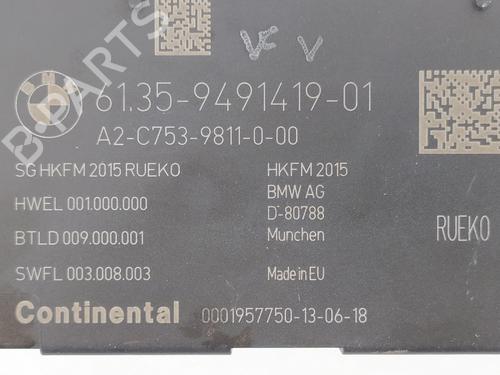 VF V
61.35-9491419-01
A2-C753-9811-0-00
SG HKFM 2015 RUEKO
HWEL 001.000.000
BTLD 009.000.001
SWFL 003.008.003
HKFM 2015
BMW AG
D-80788
Munchen
Made in EU
RUEKO
Continental 0001957750-13-06-18
B-PARTS